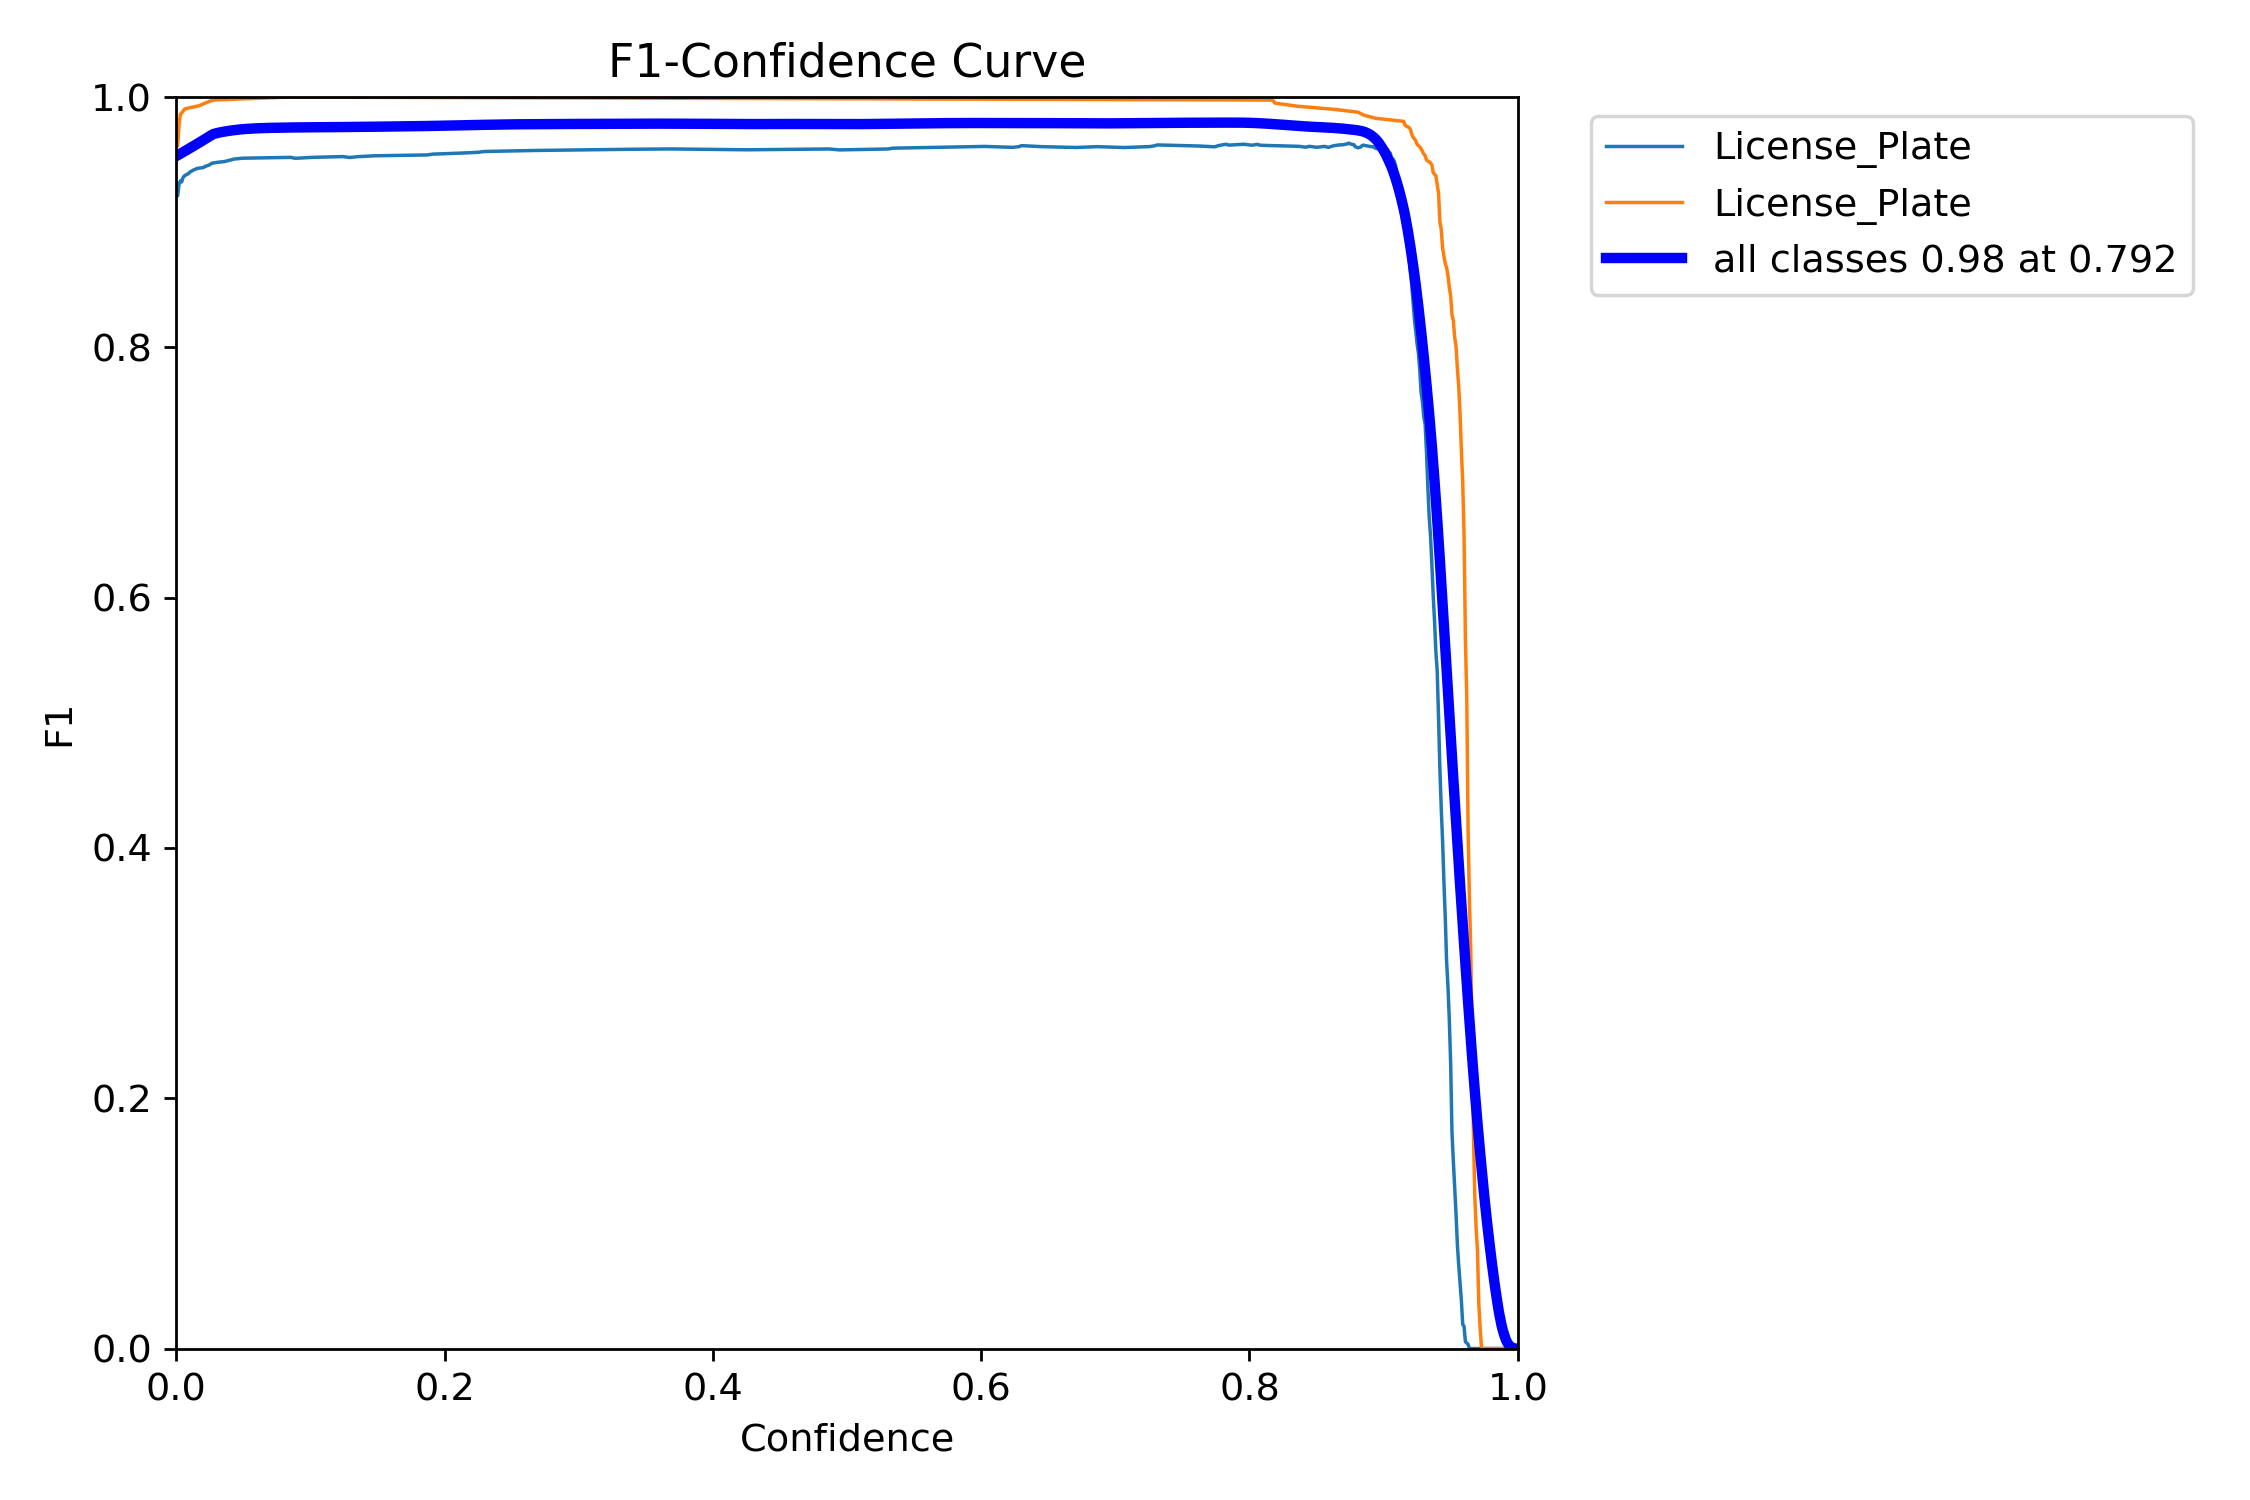 F1-Confidence Curve
1.0
0.8
0.6
0.4
0.2
0.0
F1
0.0 0.2 0.4 0.6 0.8 1.0
Confidence
License_Plate
License_Plate
all classes 0.98 at 0.792